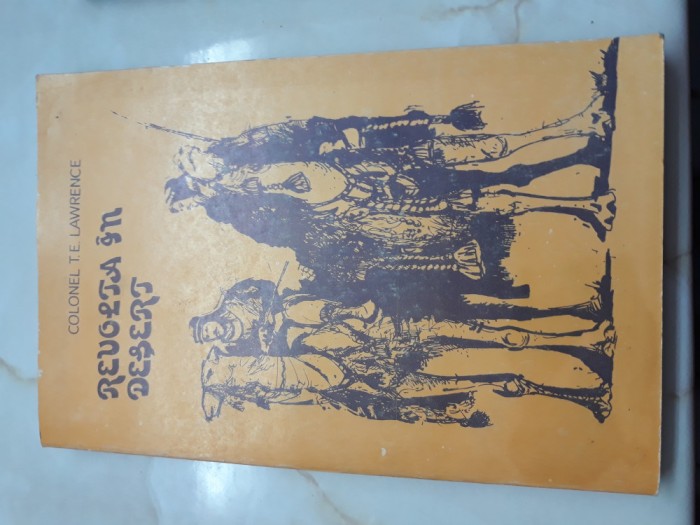 COLONEL T.E. LAWRENCE
REVOLTA ÎN
DEȘERT